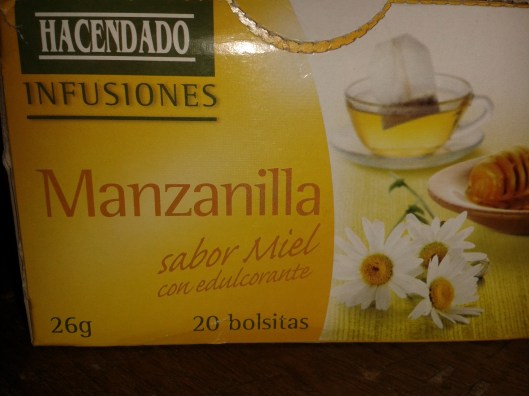 HACENDADO
INFUSIONES
Manzanilla
sabor Miel
con edulcorante
26g 20 bolsitas